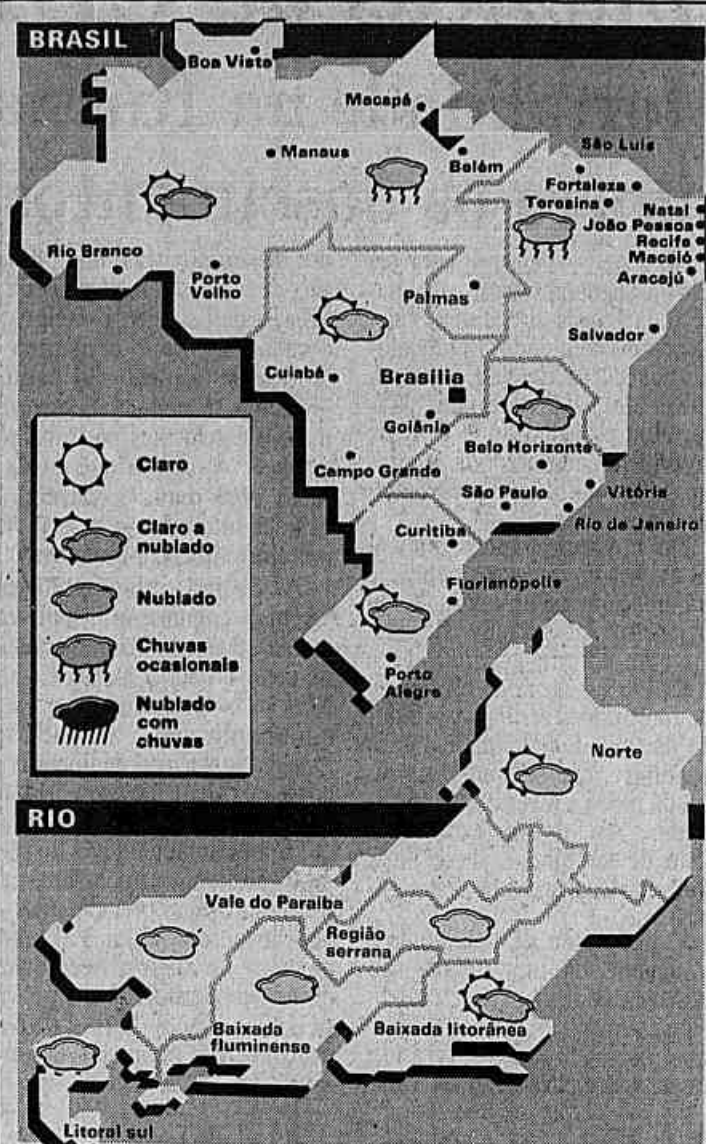 BRASIL
Boa Vista
Macapá
Manaus
Belém
São Luís
Fortaleza
Teresina
Natal
João Pessoa
Recife
Maceió
Aracajú
Rio Branco
Porto
Velho
Palmas
Salvador
Cuiabá
Brasília
Goiânia
Belo Horizonte
Campo Grande
São Paulo
Vitória
Rio de Janeiro
Curitiba
Florianópolis
Porto
Alegre
Claro
Claro a
nublado
Nublado
Chuvas
ocasionais
Nublado
com
chuvas
RIO
Norte
Vale do Paraíba
Região
serrana
Baixada
fluminense
Baixada litorânea
Litoral sul